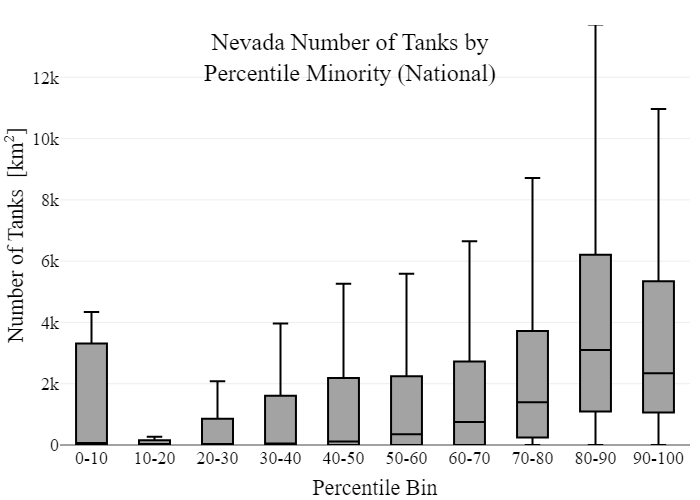 Nevada Number of Tanks by
Percentile Minority (National)
Number of Tanks [km²]
12k
10k
8k
6k
4k
2k
0
0-10 10-20 20-30 30-40 40-50 50-60 60-70 70-80 80-90 90-100
Percentile Bin